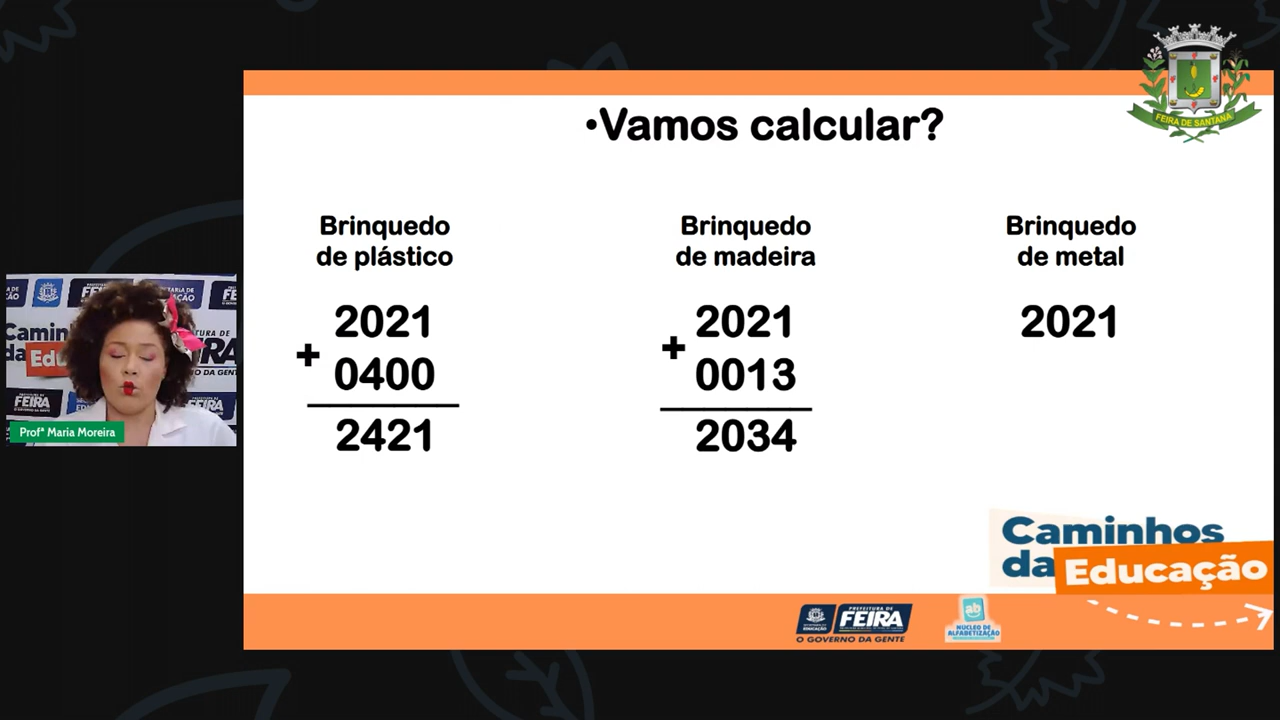 FEIRA DE SANTANA
•Vamos calcular?
Brinquedo
de plástico
2021
+
0400
2421
Brinquedo
de madeira
2021
+
0013
2034
Brinquedo
de metal
2021
Profª Maria Moreira
Caminhos
da Educação
PREFEITURA DE
FEIRA
O GOVERNO DA GENTE
ab
NÚCLEO DE
ALFABETIZAÇÃO